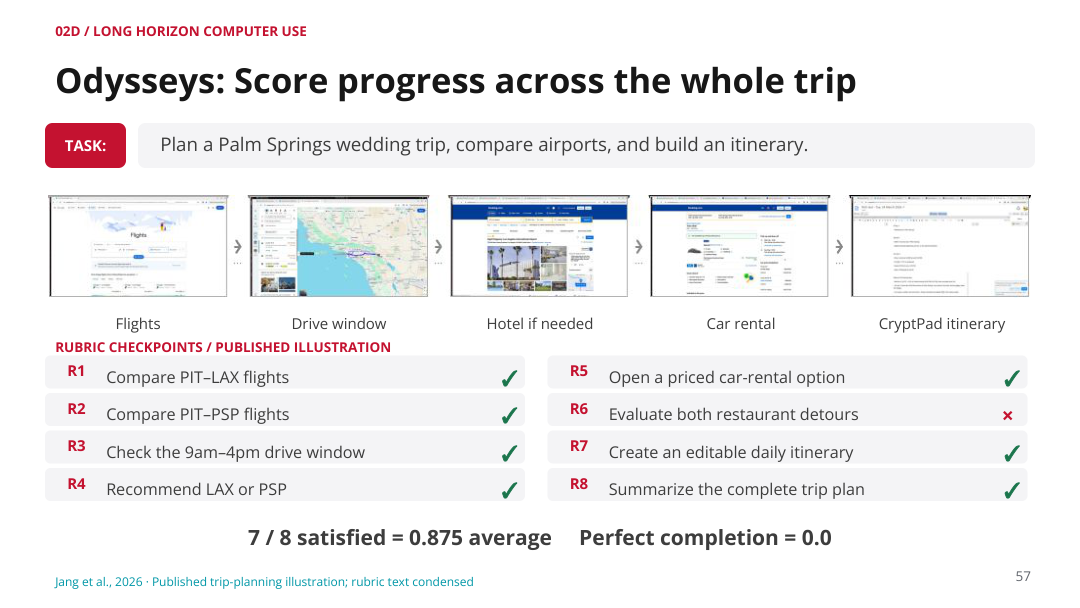 02D / LONG HORIZON COMPUTER USE
Odysseys: Score progress across the whole trip
TASK:
Plan a Palm Springs wedding trip, compare airports, and build an itinerary.
Flights
Flights
Drive window
Hotel if needed
Car rental
CryptPad itinerary
RUBRIC CHECKPOINTS / PUBLISHED ILLUSTRATION
R1 Compare PIT–LAX flights ✓
R2 Compare PIT–PSP flights ✓
R3 Check the 9am–4pm drive window ✓
R4 Recommend LAX or PSP ✓
R5 Open a priced car-rental option ✓
R6 Evaluate both restaurant detours ×
R7 Create an editable daily itinerary ✓
R8 Summarize the complete trip plan ✓
7 / 8 satisfied = 0.875 average Perfect completion = 0.0
Jang et al., 2026 · Published trip-planning illustration; rubric text condensed
57